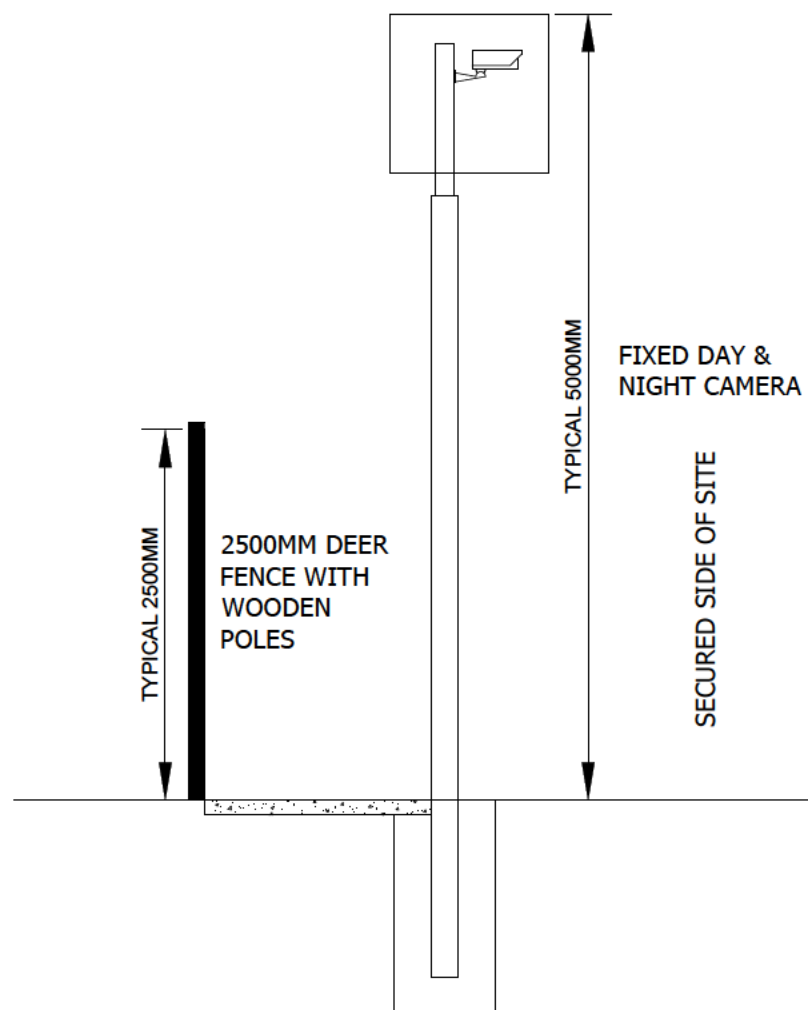 TYPICAL 5000MM
FIXED DAY &
NIGHT CAMERA
SECURED SIDE OF SITE
TYPICAL 2500MM
2500MM DEER
FENCE WITH
WOODEN
POLES